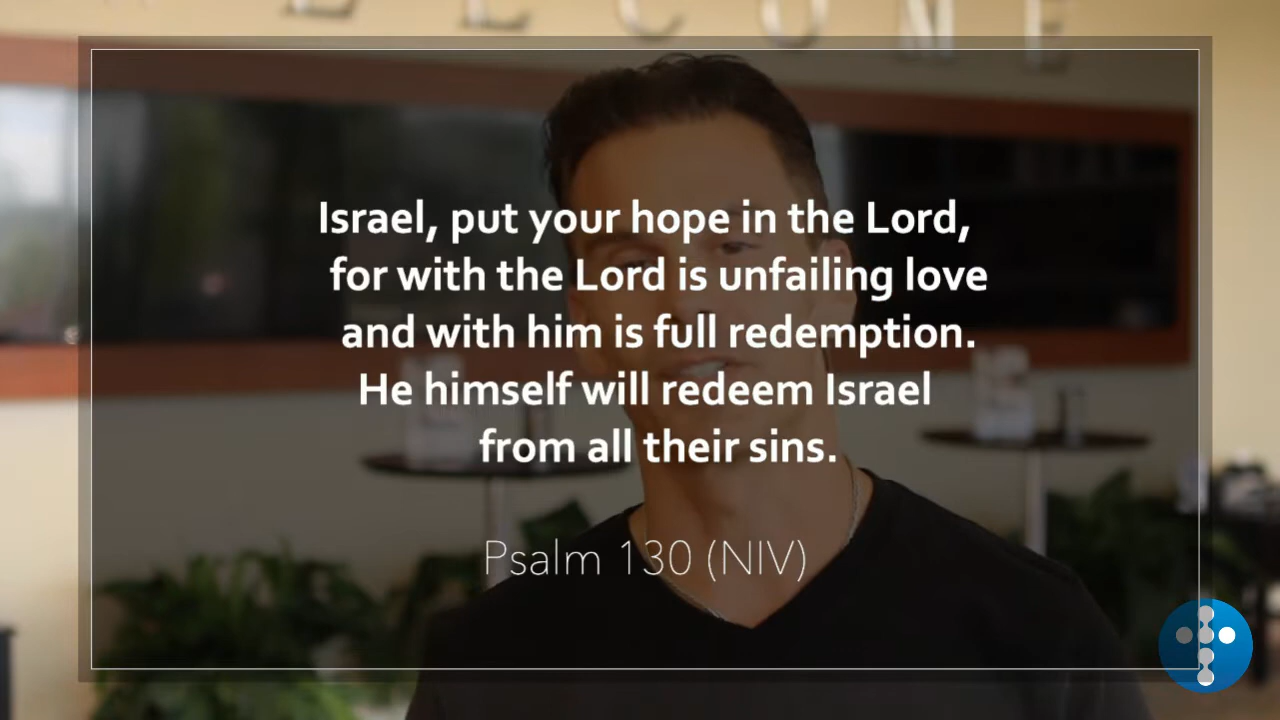 WELCOME
Israel, put your hope in the Lord,
for with the Lord is unfailing love
and with him is full redemption.
He himself will redeem Israel
from all their sins.
Psalm 130 (NIV)